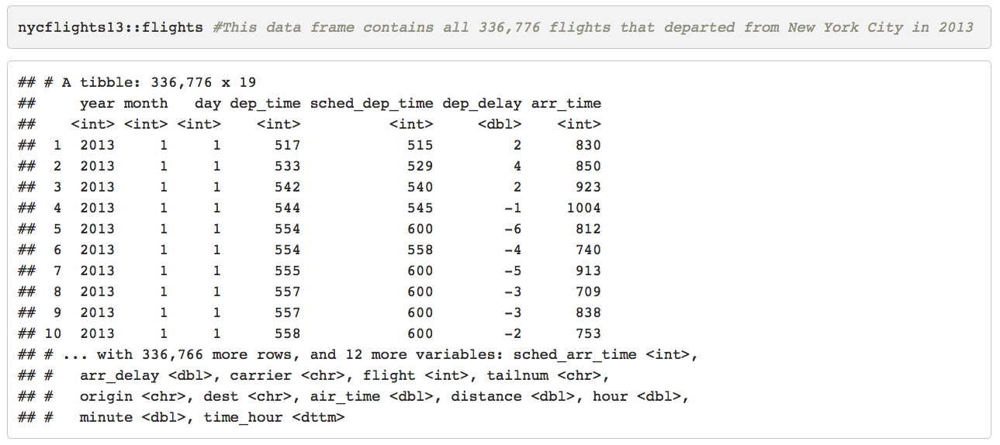 nycflights13::flights #This data frame contains all 336,776 flights that departed from New York City in 2013
## # A tibble: 336,776 x 19
##     year month   day dep_time sched_dep_time dep_delay arr_time
##    <int> <int> <int>    <int>          <int>     <dbl>    <int>
##  1  2013     1     1      517            515         2      830
##  2  2013     1     1      533            529         4      850
##  3  2013     1     1      542            540         2      923
##  4  2013     1     1      544            545        -1     1004
##  5  2013     1     1      554            600        -6      812
##  6  2013     1     1      554            558        -4      740
##  7  2013     1     1      555            600        -5      913
##  8  2013     1     1      557            600        -3      709
##  9  2013     1     1      557            600        -3      838
## 10  2013     1     1      558            600        -2      753
## # ... with 336,766 more rows, and 12 more variables: sched_arr_time <int>,
## #   arr_delay <dbl>, carrier <chr>, flight <int>, tailnum <chr>,
## #   origin <chr>, dest <chr>, air_time <dbl>, distance <dbl>, hour <dbl>,
## #   minute <dbl>, time_hour <dttm>